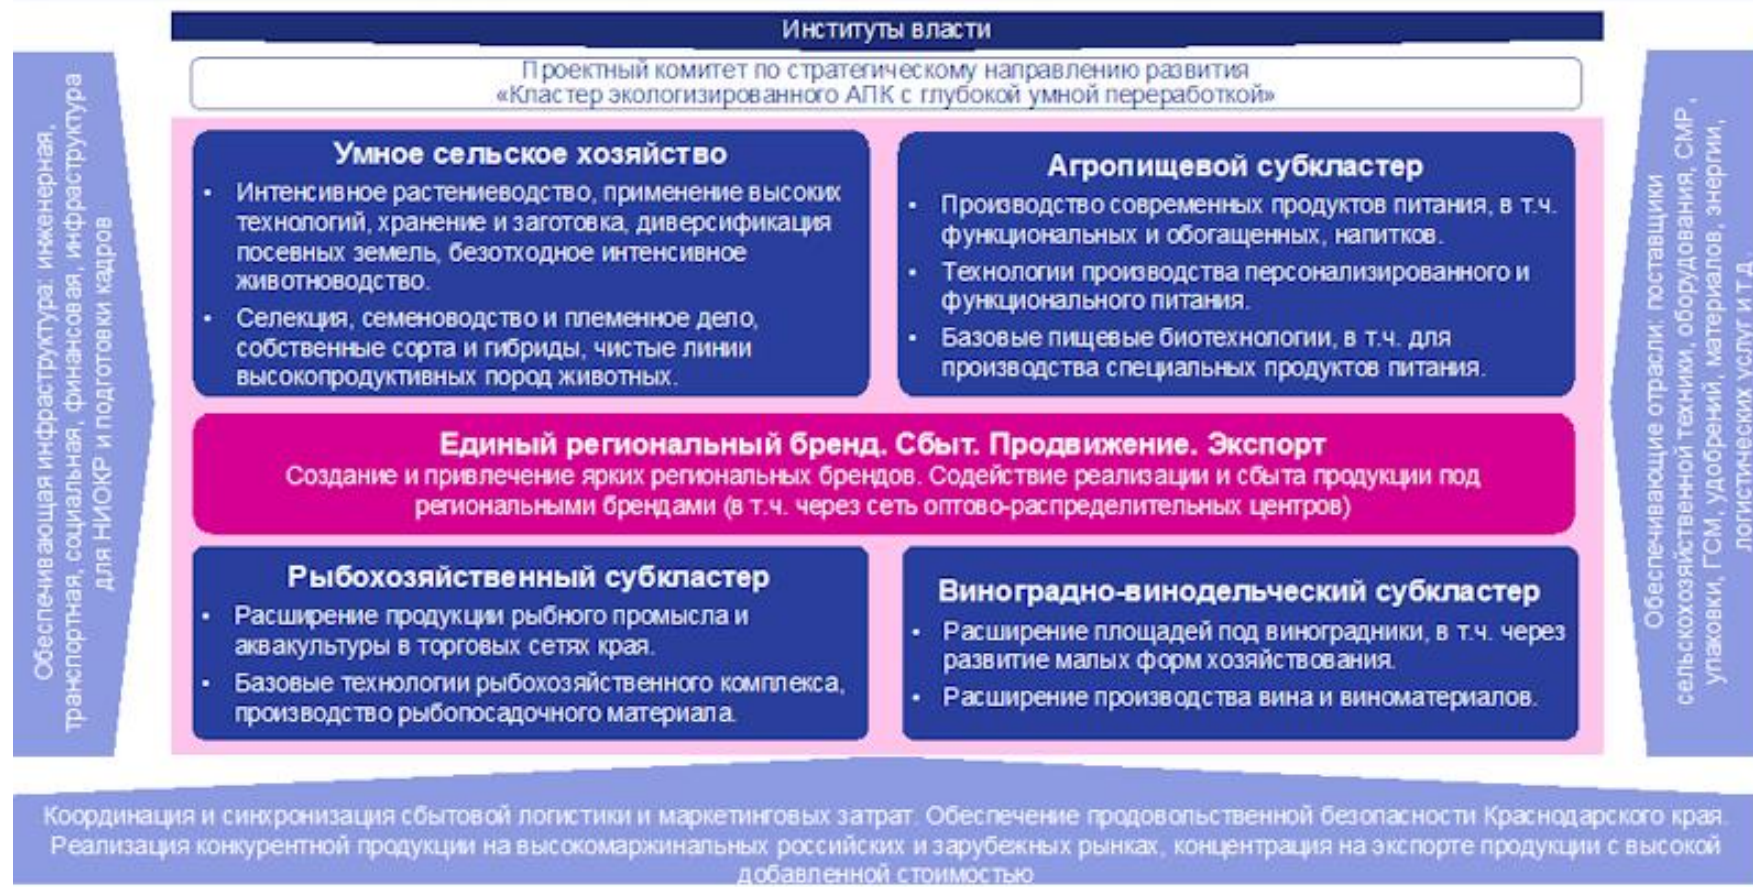 Институты власти
Проектный комитет по стратегическому направлению развития
«Кластер экологизированного АПК с глубокой умной переработкой»
Обеспечивающая инфраструктура: инженерная,
транспортная, социальная, финансовая, инфраструктура
для НИОКР и подготовки кадров
Умное сельское хозяйство
• Интенсивное растениеводство, применение высоких
технологий, хранение и заготовка, диверсификация
посевных земель, безотходное интенсивное
животноводство.
• Селекция, семеноводство и племенное дело,
собственные сорта и гибриды, чистые линии
высокопродуктивных пород животных.
Агропищевой субкластер
• Производство современных продуктов питания, в т.ч.
функциональных и обогащенных, напитков.
• Технологии производства персонализированного и
функционального питания.
• Базовые пищевые биотехнологии, в т.ч. для
производства специальных продуктов питания.
Единый региональный бренд. Сбыт. Продвижение. Экспорт
Создание и привлечение ярких региональных брендов. Содействие реализации и сбыта продукции под
региональными брендами (в т.ч. через сеть оптово-распределительных центров)
Рыбохозяйственный субкластер
• Расширение продукции рыбного промысла и
аквакультуры в торговых сетях края.
• Базовые технологии рыбохозяйственного комплекса,
производство рыбопосадочного материала.
Виноградно-винодельческий субкластер
• Расширение площадей под виноградники, в т.ч. через
развитие малых форм хозяйствования.
• Расширение производства вина и виноматериалов.
Обеспечивающие отрасли: поставщики
сельскохозяйственной техники, оборудования, СМР,
упаковки, ГСМ, удобрений, материалов, энергии,
логистических услуг и т.д.
Координация и синхронизация сбытовой логистики и маркетинговых затрат. Обеспечение продовольственной безопасности Краснодарского края.
Реализация конкурентной продукции на высокомаржинальных российских и зарубежных рынках, концентрация на экспорте продукции с высокой
добавленной стоимостью